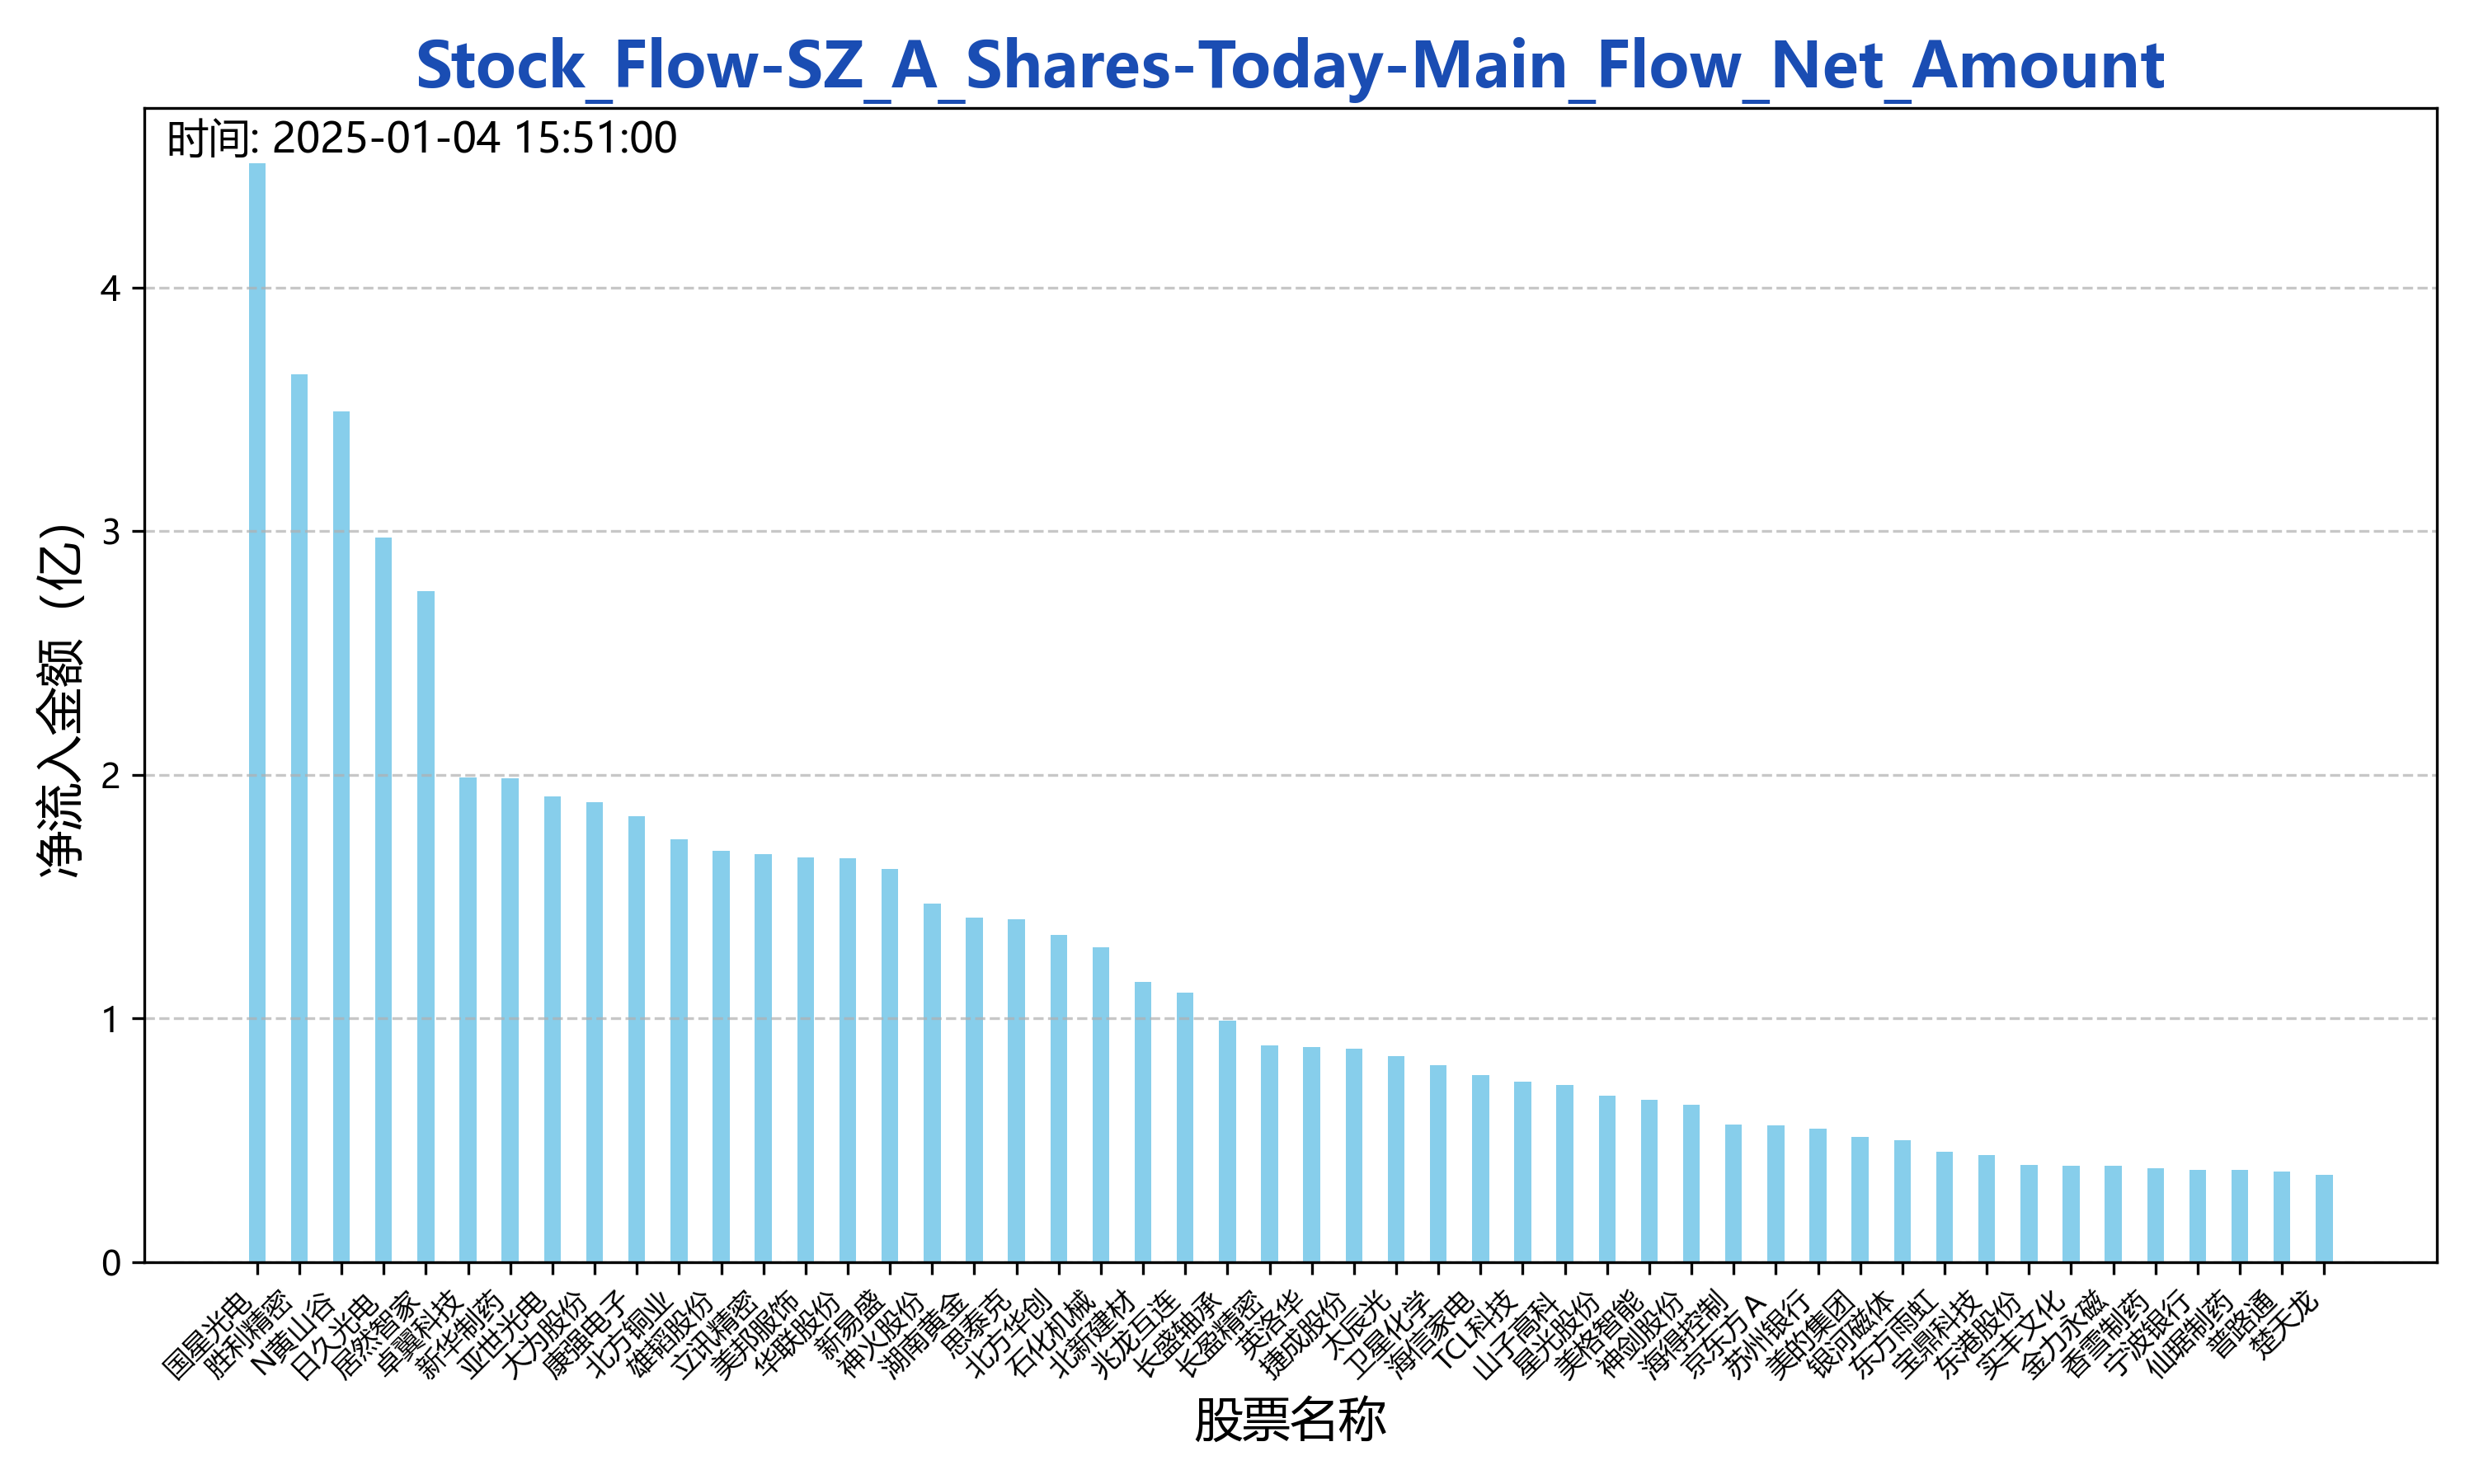 Stock_Flow-SZ_A_Shares-Today-Main_Flow_Net_Amount
时间: 2025-01-04 15:51:00
净流入金额（亿）
4
3
2
1
0
国星光电
胜利精密
N黄山谷
日久光电
居然智家
卓翼科技
新华制药
亚世光电
大为股份
康强电子
北方铜业
雄韬股份
立讯精密
美邦服饰
华联股份
新易盛
神火股份
湖南黄金
思泰克
北方华创
石化机械
北新建材
兆龙互连
长盛轴承
长盈精密
英洛华
捷成股份
太辰光
卫星化学
海信家电
TCL科技
山子高科
星光股份
美格智能
神剑股份
海得控制
京东方Ａ
苏州银行
美的集团
银河磁体
东方雨虹
宝鼎科技
东港股份
实丰文化
金力永磁
香雪制药
宁波银行
仙琚制药
普路通
楚天龙
股票名称